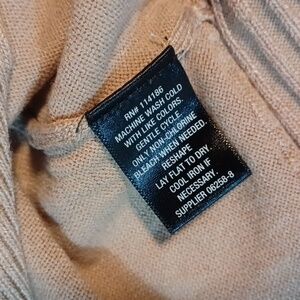 RN# 114186
MACHINE WASH COLD
WITH LIKE COLORS.
GENTLE CYCLE.
ONLY NON-CHLORINE
BLEACH WHEN NEEDED.
RESHAPE
LAY FLAT TO DRY.
COOL IRON IF
NECESSARY.
SUPPLIER 06258-8